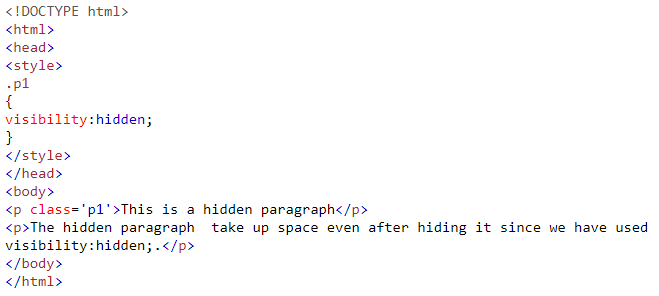 <!DOCTYPE html>
<html>
<head>
<style>
.p1
{
visibility:hidden;
}
</style>
</head>
<body>
<p class='p1'>This is a hidden paragraph</p>
<p>The hidden paragraph  take up space even after hiding it since we have used
visibility:hidden;.</p>
</body>
</html>